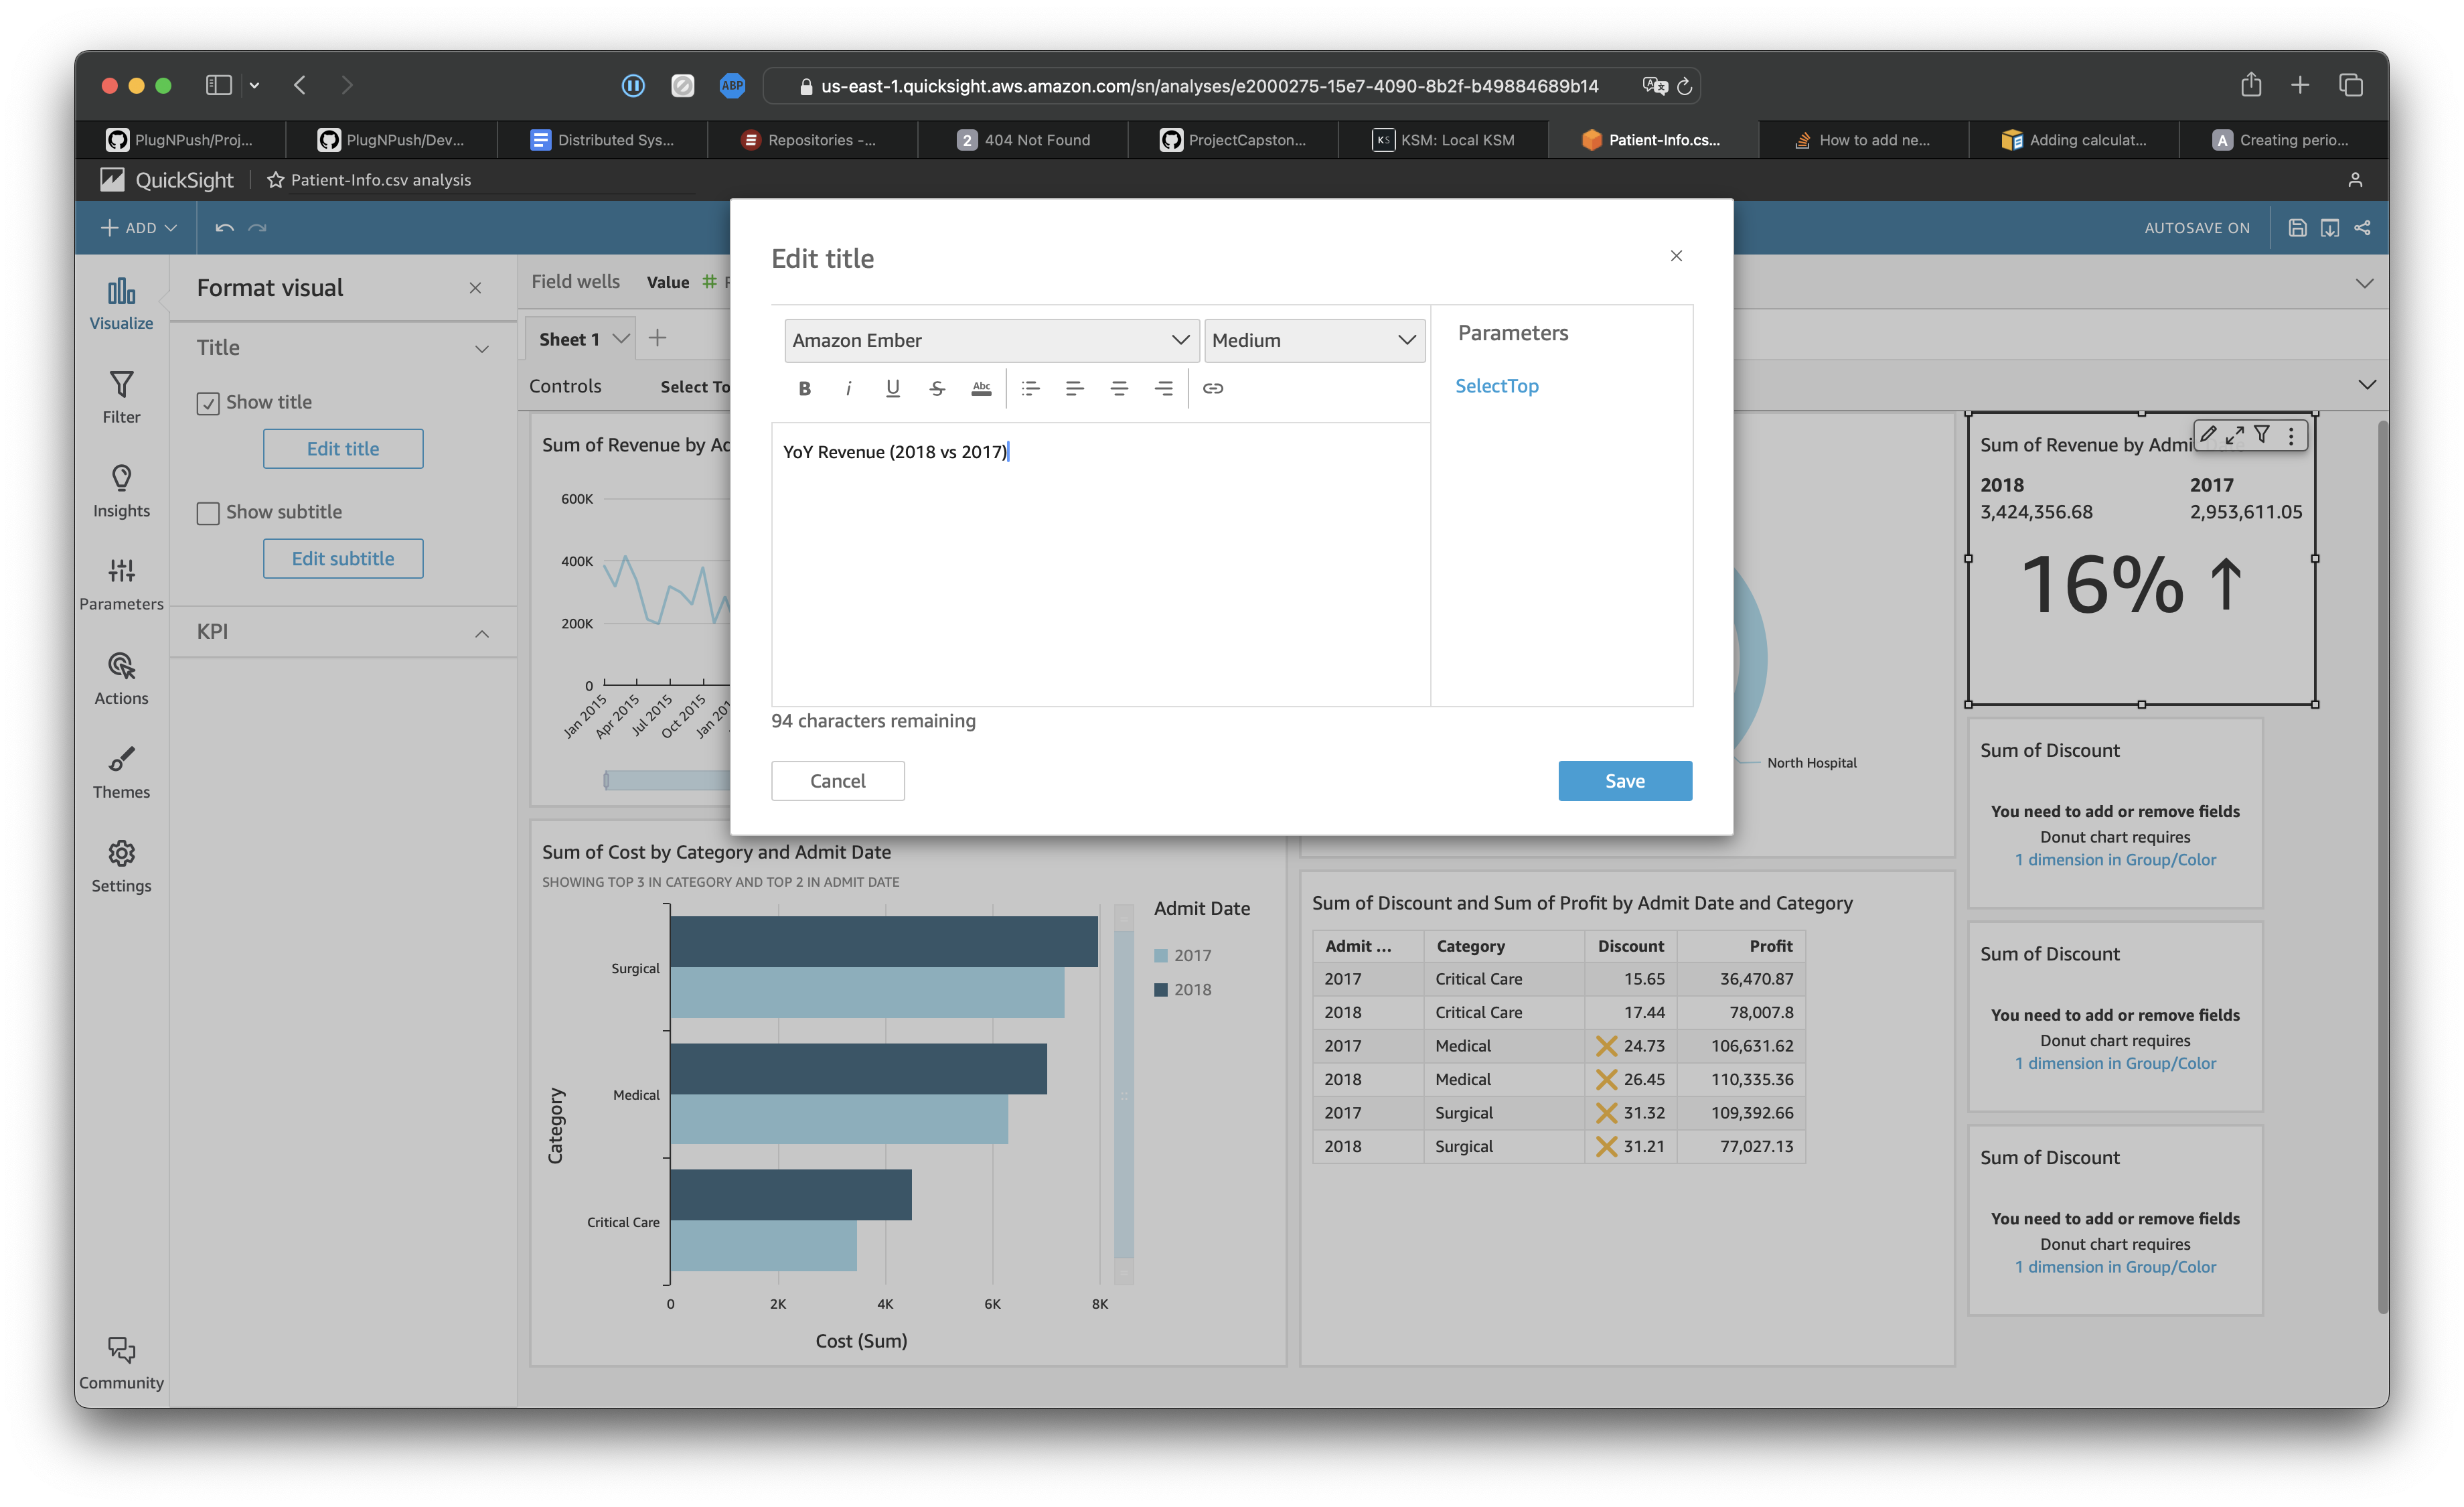 ABP
us-east-1.quicksight.aws.amazon.com/sn/analyses/e2000275-15e7-4090-8b2f-b49884689b14
PlugNPush/Proj...
PlugNPush/Dev...
Distributed Sys...
Repositories -...
2 404 Not Found
ProjectCapston...
KS KSM: Local KSM
Patient-Info.cs...
How to add ne...
Adding calculat...
A Creating perio...
QuickSight
Patient-Info.csv analysis
ADD
AUTOSAVE ON
Visualize
Filter
Insights
Parameters
Actions
Themes
Settings
Community
Format visual
Title
Show title
Edit title
Show subtitle
Edit subtitle
KPI
Field wells
Value #
Sheet 1
Controls
Select To
Edit title
Amazon Ember
Medium
B i U S Abc
Parameters
SelectTop
YoY Revenue (2018 vs 2017)
94 characters remaining
Cancel
Save
Sum of Revenue by Ad
600K
400K
200K
0
Jan 2015
Apr 2015
Jul 2015
Oct 2015
Jan 201
North Hospital
Sum of Revenue by Admi
2018
2017
3,424,356.68
2,953,611.05
16% ↑
Sum of Discount
You need to add or remove fields
Donut chart requires
1 dimension in Group/Color
Sum of Discount
You need to add or remove fields
Donut chart requires
1 dimension in Group/Color
Sum of Discount
You need to add or remove fields
Donut chart requires
1 dimension in Group/Color
Sum of Cost by Category and Admit Date
SHOWING TOP 3 IN CATEGORY AND TOP 2 IN ADMIT DATE
Category
Surgical
Medical
Critical Care
0 2K 4K 6K 8K
Cost (Sum)
Admit Date
2017
2018
Sum of Discount and Sum of Profit by Admit Date and Category
Admit ... Category Discount Profit
2017 Critical Care 15.65 36,470.87
2018 Critical Care 17.44 78,007.8
2017 Medical 24.73 106,631.62
2018 Medical 26.45 110,335.36
2017 Surgical 31.32 109,392.66
2018 Surgical 31.21 77,027.13